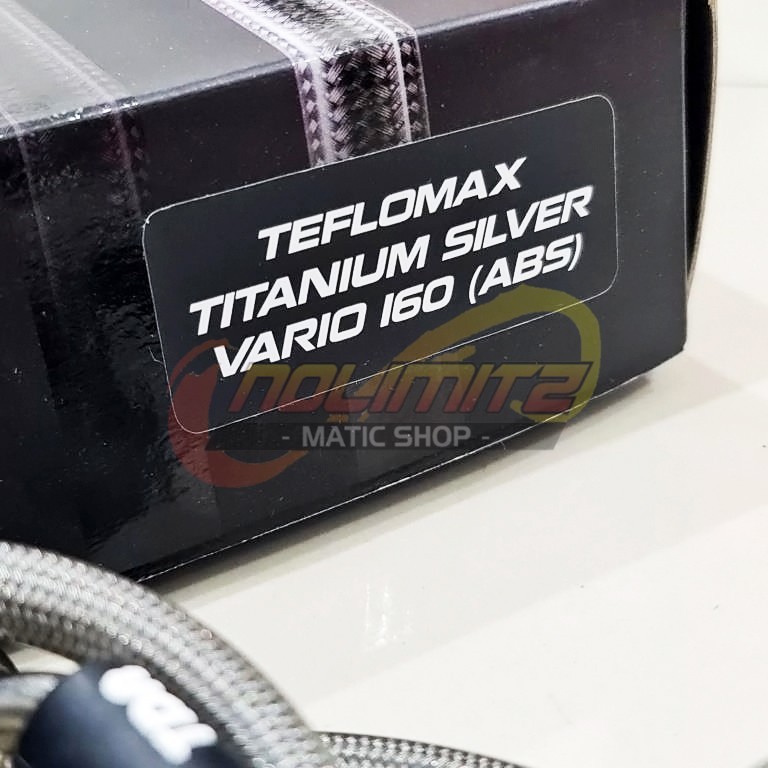 TEFLOMAX
TITANIUM SILVER
VARIO 160 (ABS)
NOLIMITZ
- MATIC SHOP -